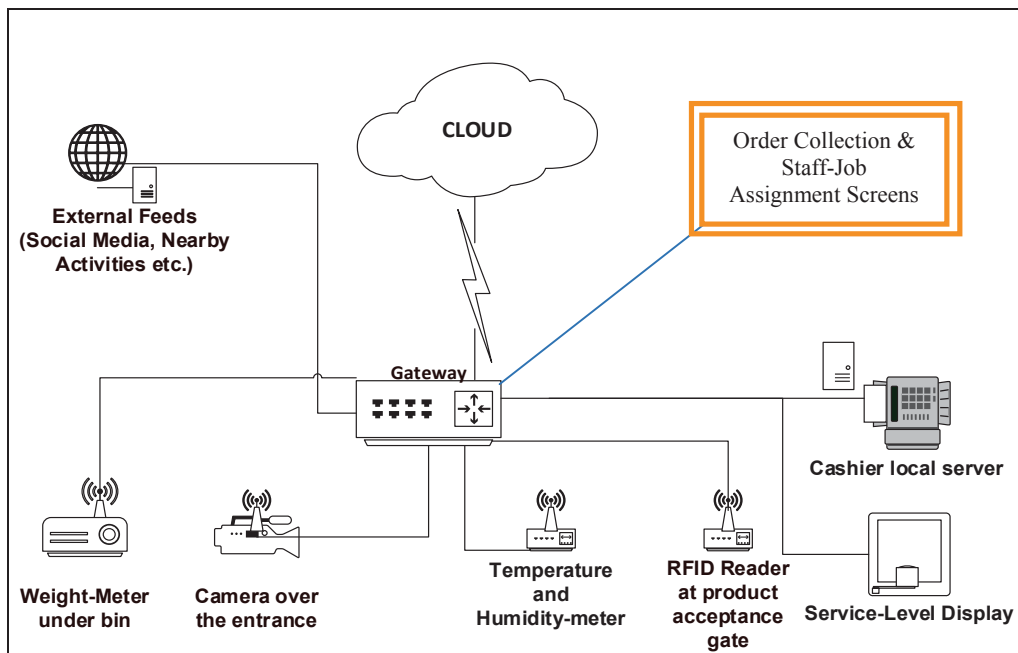 CLOUD
Order Collection &
Staff-Job
Assignment Screens
External Feeds
(Social Media, Nearby
Activities etc.)
Gateway
Cashier local server
Weight-Meter
under bin
Camera over
the entrance
Temperature
and
Humidity-meter
RFID Reader
at product
acceptance
gate
Service-Level Display